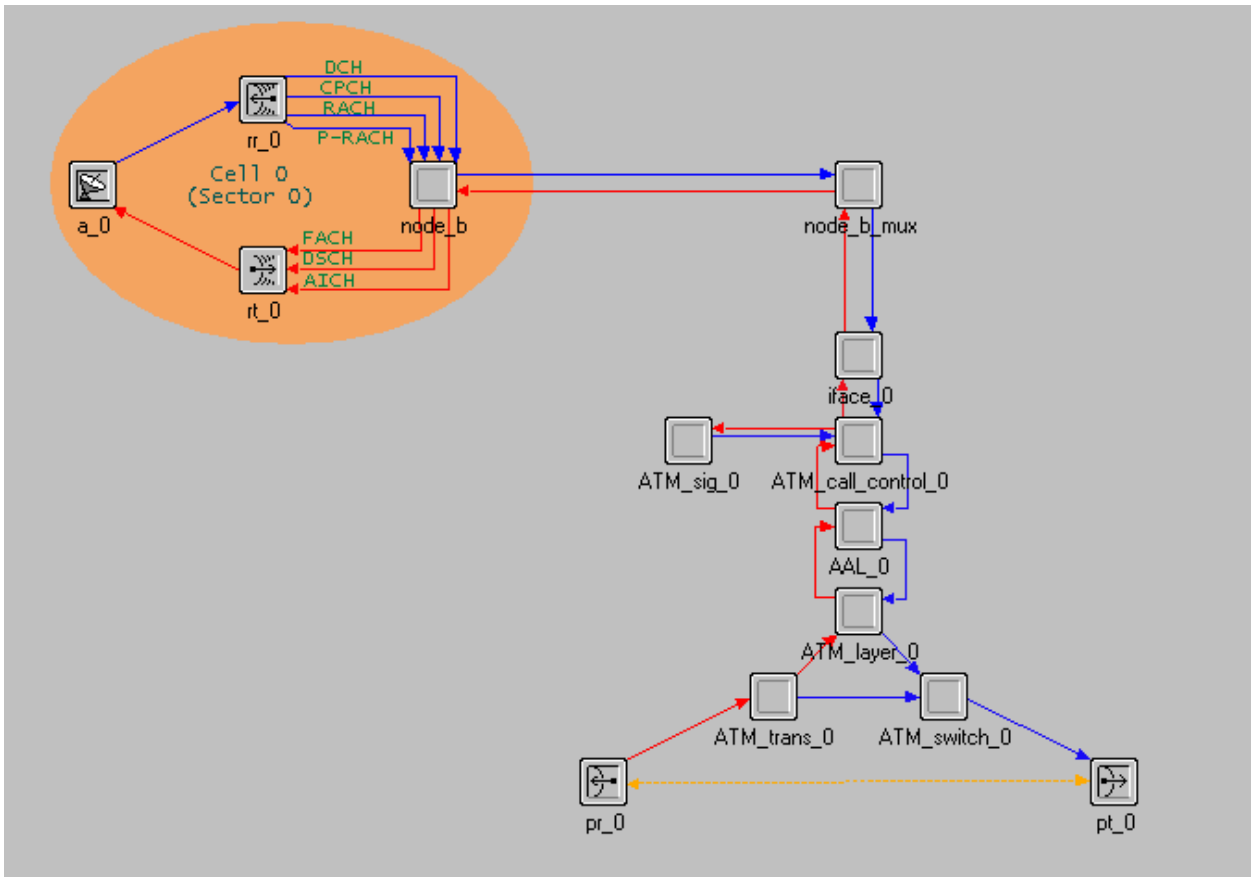 DCH
CPCH
RACH
P-RACH
rr_0
Cell 0
(Sector 0)
a_0
node_b
node_b_mux
FACH
DSCH
AICH
rt_0
iface_0
ATM_sig_0
ATM_call_control_0
AAL_0
ATM_layer_0
ATM_trans_0
ATM_switch_0
pr_0
pt_0